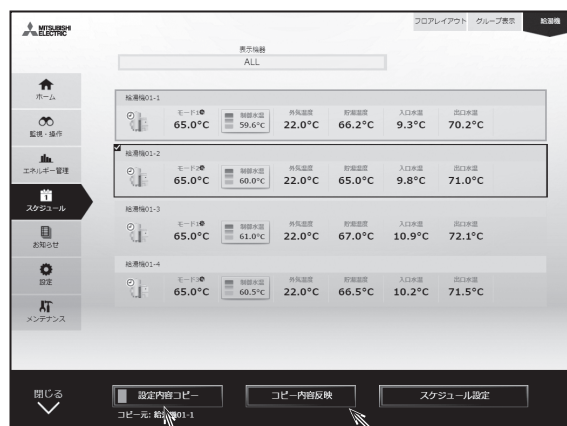 MITSUBISHI
ELECTRIC
フロアレイアウト グループ表示 給湯機
表示機器
ALL
ホーム
監視・操作
エネルギー管理
スケジュール
お知らせ
設定
メンテナンス
給湯機01-1
モード1 制御水温 外気温度 貯湯温度 入口水温 出口水温
65.0°C 59.6°C 22.0°C 66.2°C 9.3°C 70.2°C
給湯機01-2
モード2 制御水温 外気温度 貯湯温度 入口水温 出口水温
65.0°C 60.0°C 22.0°C 65.0°C 9.8°C 71.0°C
給湯機01-3
モード1 制御水温 外気温度 貯湯温度 入口水温 出口水温
65.0°C 61.0°C 22.0°C 67.0°C 10.9°C 72.1°C
給湯機01-4
モード3 制御水温 外気温度 貯湯温度 入口水温 出口水温
65.0°C 60.5°C 22.0°C 66.5°C 10.2°C 71.5°C
閉じる
設定内容コピー コピー内容反映 スケジュール設定
コピー元: 給湯機01-1